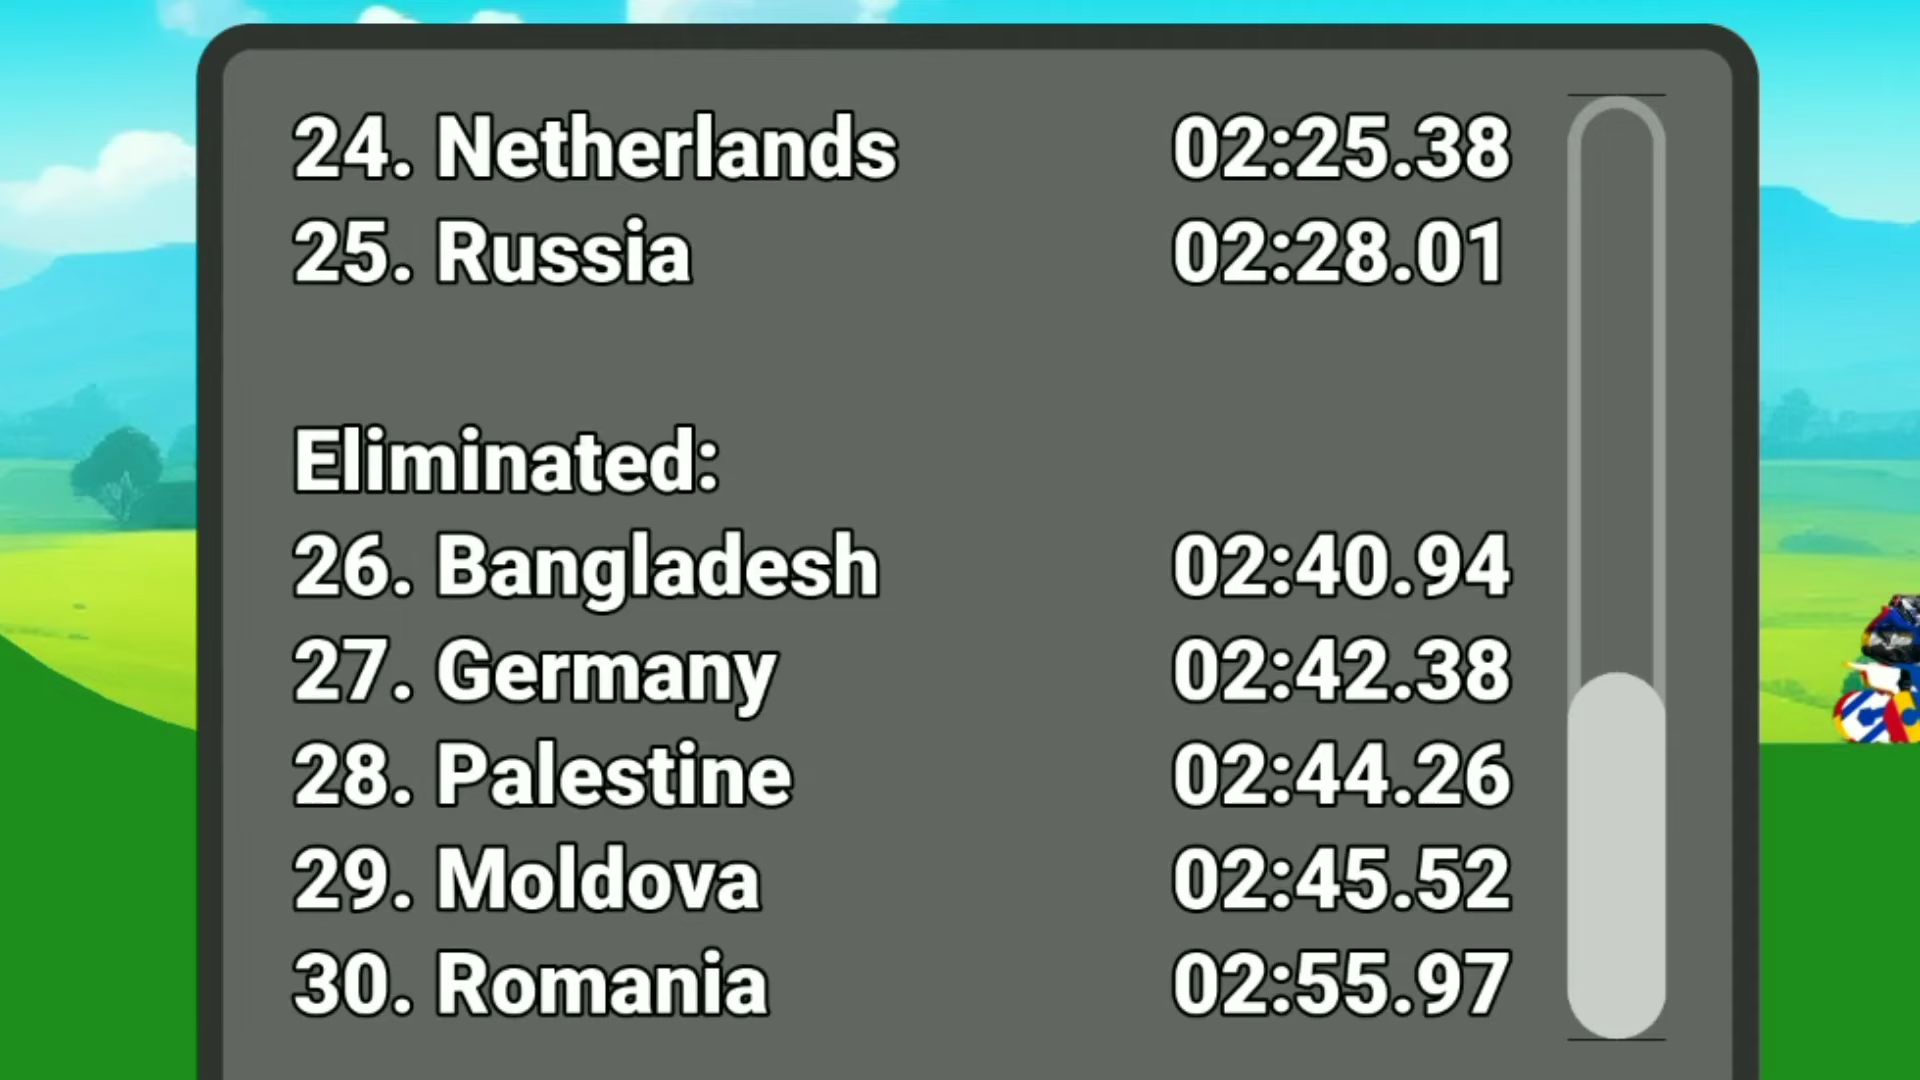 24. Netherlands 02:25.38
25. Russia 02:28.01
Eliminated:
26. Bangladesh 02:40.94
27. Germany 02:42.38
28. Palestine 02:44.26
29. Moldova 02:45.52
30. Romania 02:55.97